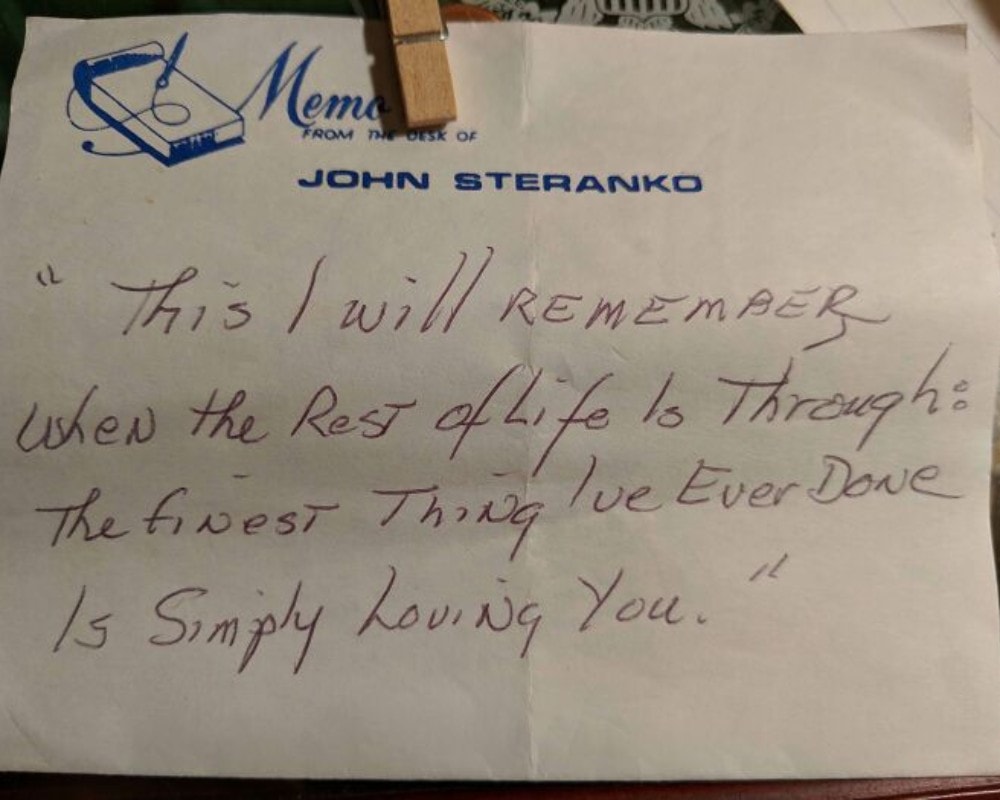 Memo
FROM THE DESK OF
JOHN STERANKO
"This I will REMEMBER
When the Rest of Life Is Through:
The finest Thing I've Ever Done
Is Simply Loving You."